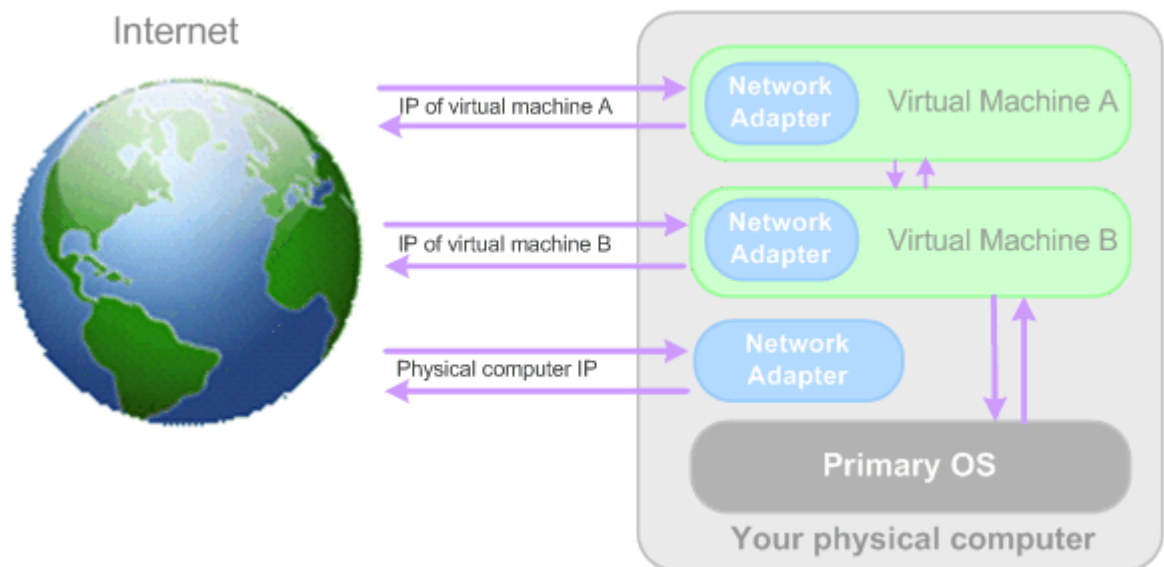 Internet
IP of virtual machine A
Network
Adapter
Virtual Machine A
IP of virtual machine B
Network
Adapter
Virtual Machine B
Physical computer IP
Network
Adapter
Primary OS
Your physical computer